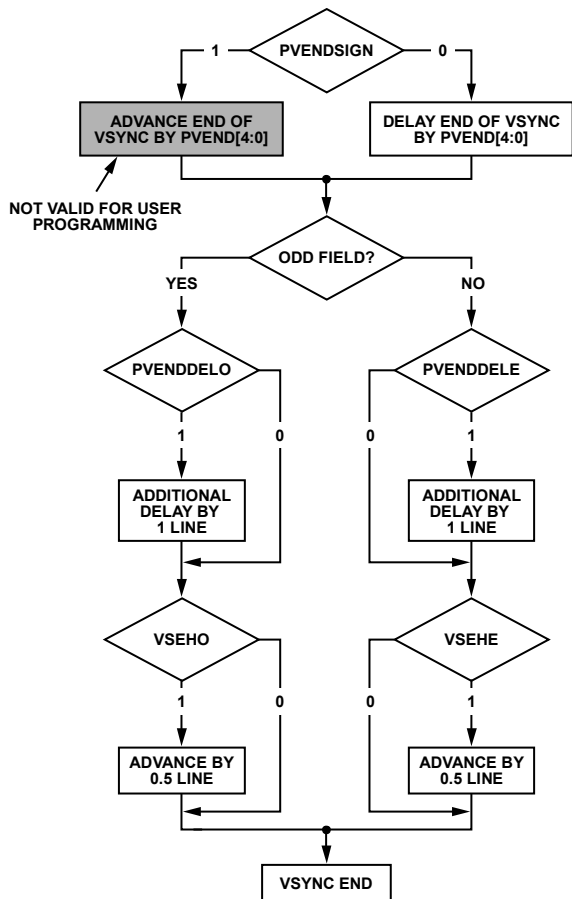 PVENDSIGN
1
0
ADVANCE END OF
VSYNC BY PVEND[4:0]
DELAY END OF VSYNC
BY PVEND[4:0]
NOT VALID FOR USER
PROGRAMMING
ODD FIELD?
YES
NO
PVENDDELO
PVENDDELE
1
0
0
1
ADDITIONAL
DELAY BY
1 LINE
ADDITIONAL
DELAY BY
1 LINE
VSEHO
VSEHE
1
0
0
1
ADVANCE BY
0.5 LINE
ADVANCE BY
0.5 LINE
VSYNC END